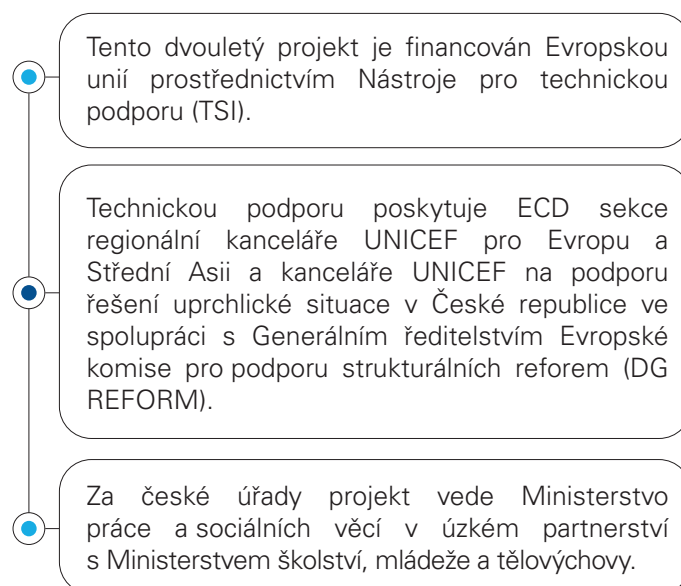 Tento dvouletý projekt je financován Evropskou
unií prostřednictvím Nástroje pro technickou
podporu (TSI).
Technickou podporu poskytuje ECD sekce
regionální kanceláře UNICEF pro Evropu a
Střední Asii a kanceláře UNICEF na podporu
řešení uprchlické situace v České republice ve
spolupráci s Generálním ředitelstvím Evropské
komise pro podporu strukturálních reforem (DG
REFORM).
Za české úřady projekt vede Ministerstvo
práce a sociálních věcí v úzkém partnerství
s Ministerstvem školství, mládeže a tělovýchovy.